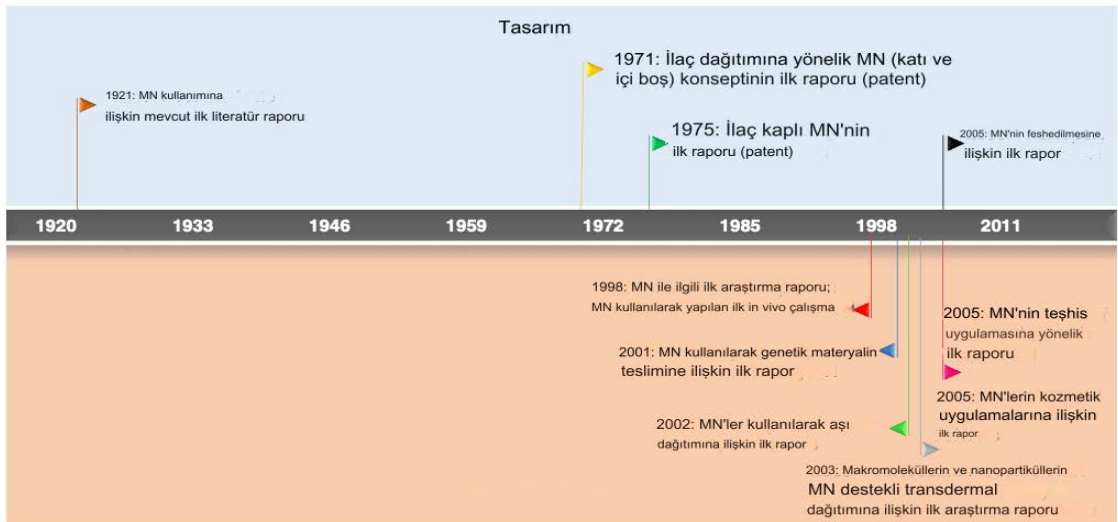 Tasarım
1971: İlaç dağıtımına yönelik MN (katı ve
içi boş) konseptinin ilk raporu (patent)
1921: MN kullanımına
ilişkin mevcut ilk literatür raporu
1975: İlaç kaplı MN'nin
ilk raporu (patent)
2005: MN'nin feshedilmesine
ilişkin ilk rapor
1920 1933 1946 1959 1972 1985 1998 2011
1998: MN ile ilgili ilk araştırma raporu;
MN kullanılarak yapılan ilk in vivo çalışma
2001: MN kullanılarak genetik materyalin
teslimine ilişkin ilk rapor
2002: MN'ler kullanılarak aşı
dağıtımına ilişkin ilk rapor
2005: MN'nin teşhis
uygulamasına yönelik
ilk raporu
2005: MN'lerin kozmetik
uygulamalarına ilişkin
ilk rapor
2003: Makromoleküllerin ve nanopartiküllerin
MN destekli transdermal
dağıtımına ilişkin ilk araştırma raporu